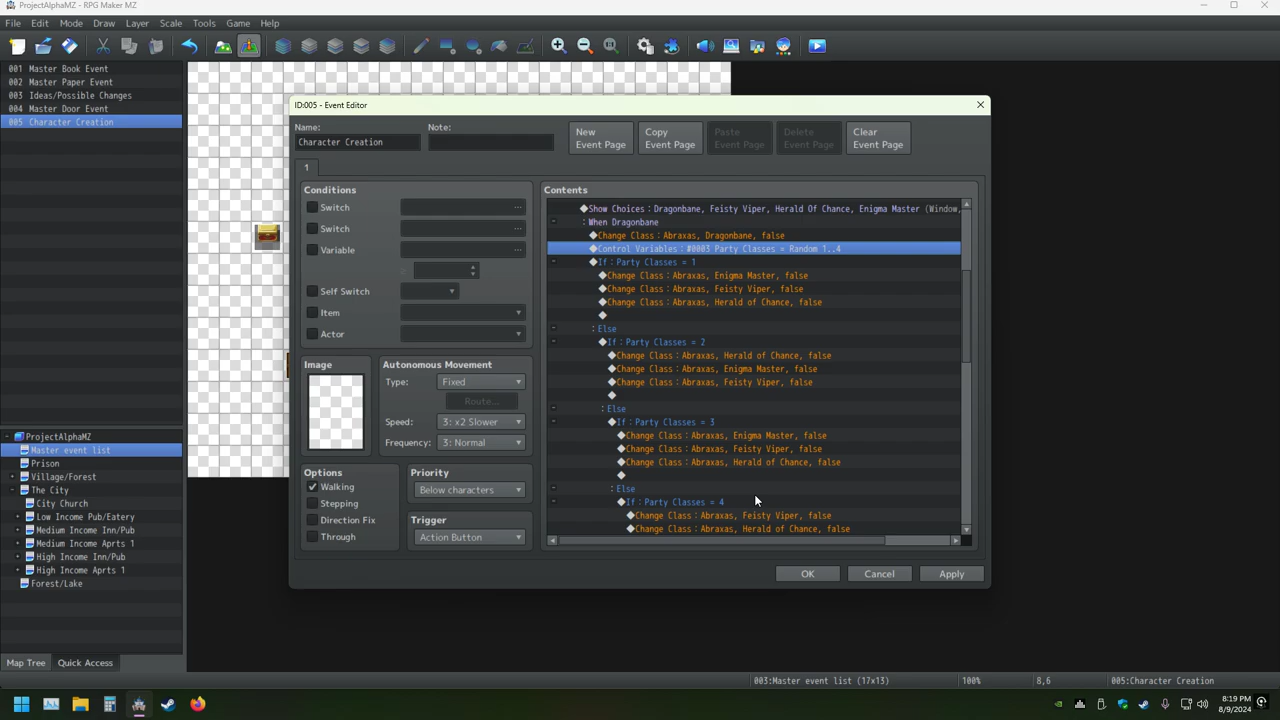 ProjectAlphaMZ - RPG Maker MZ
File Edit Mode Draw Layer Scale Tools Game Help
001 Master Book Event
002 Master Paper Event
003 Ideas/Possible Changes
004 Master Door Event
005 Character Creation
ProjectAlphaMZ
Master event list
Prison
Village/Forest
The City
City Church
Low Income Pub/Eatery
Medium Income Inn/Pub
Medium Income Aprts 1
High Income Inn/Pub
High Income Aprts 1
Forest/Lake
Map Tree Quick Access
ID:005 - Event Editor
Name:
Character Creation
Note:
New
Event Page
Copy
Event Page
Paste
Event Page
Delete
Event Page
Clear
Event Page
1
Conditions
Switch ...
Switch ...
Variable ...
Self Switch
Item
Actor
Image
Autonomous Movement
Type: Fixed
Route...
Speed: 3: x2 Slower
Frequency: 3: Normal
Options
Walking
Stepping
Direction Fix
Through
Priority
Below characters
Trigger
Action Button
Contents
◆Show Choices:Dragonbane, Feisty Viper, Herald Of Chance, Enigma Master (Window,
:When Dragonbane
◆Change Class:Abraxas, Dragonbane, false
◆Control Variables:#0003 Party Classes = Random 1..4
◆If:Party Classes = 1
◆Change Class:Abraxas, Enigma Master, false
◆Change Class:Abraxas, Feisty Viper, false
◆Change Class:Abraxas, Herald of Chance, false
◆
:Else
◆If:Party Classes = 2
◆Change Class:Abraxas, Herald of Chance, false
◆Change Class:Abraxas, Enigma Master, false
◆Change Class:Abraxas, Feisty Viper, false
◆
:Else
◆If:Party Classes = 3
◆Change Class:Abraxas, Enigma Master, false
◆Change Class:Abraxas, Feisty Viper, false
◆Change Class:Abraxas, Herald of Chance, false
◆
:Else
◆If:Party Classes = 4
◆Change Class:Abraxas, Feisty Viper, false
◆Change Class:Abraxas, Herald of Chance, false
OK Cancel Apply
003:Master event list (17x13) 100% 8,6 005:Character Creation
8:19 PM
8/9/2024